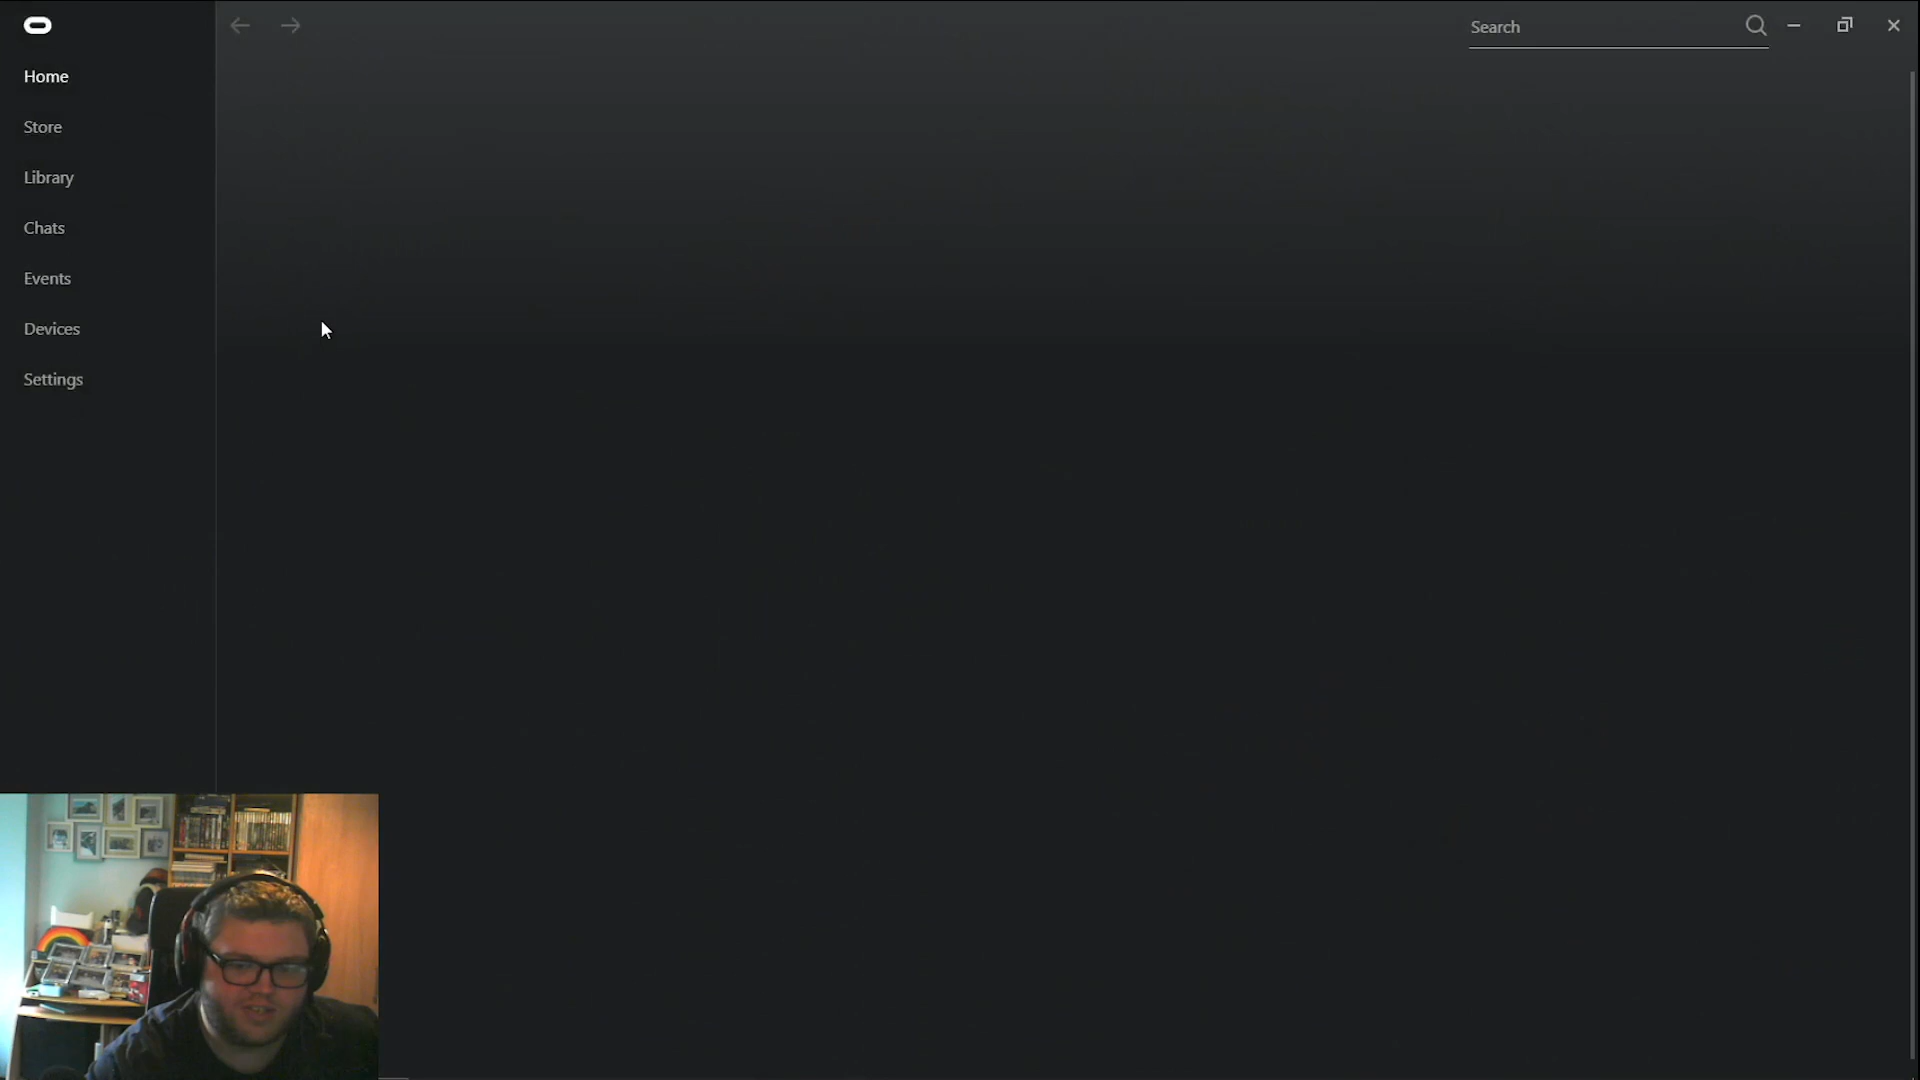 Search
Home
Store
Library
Chats
Events
Devices
Settings